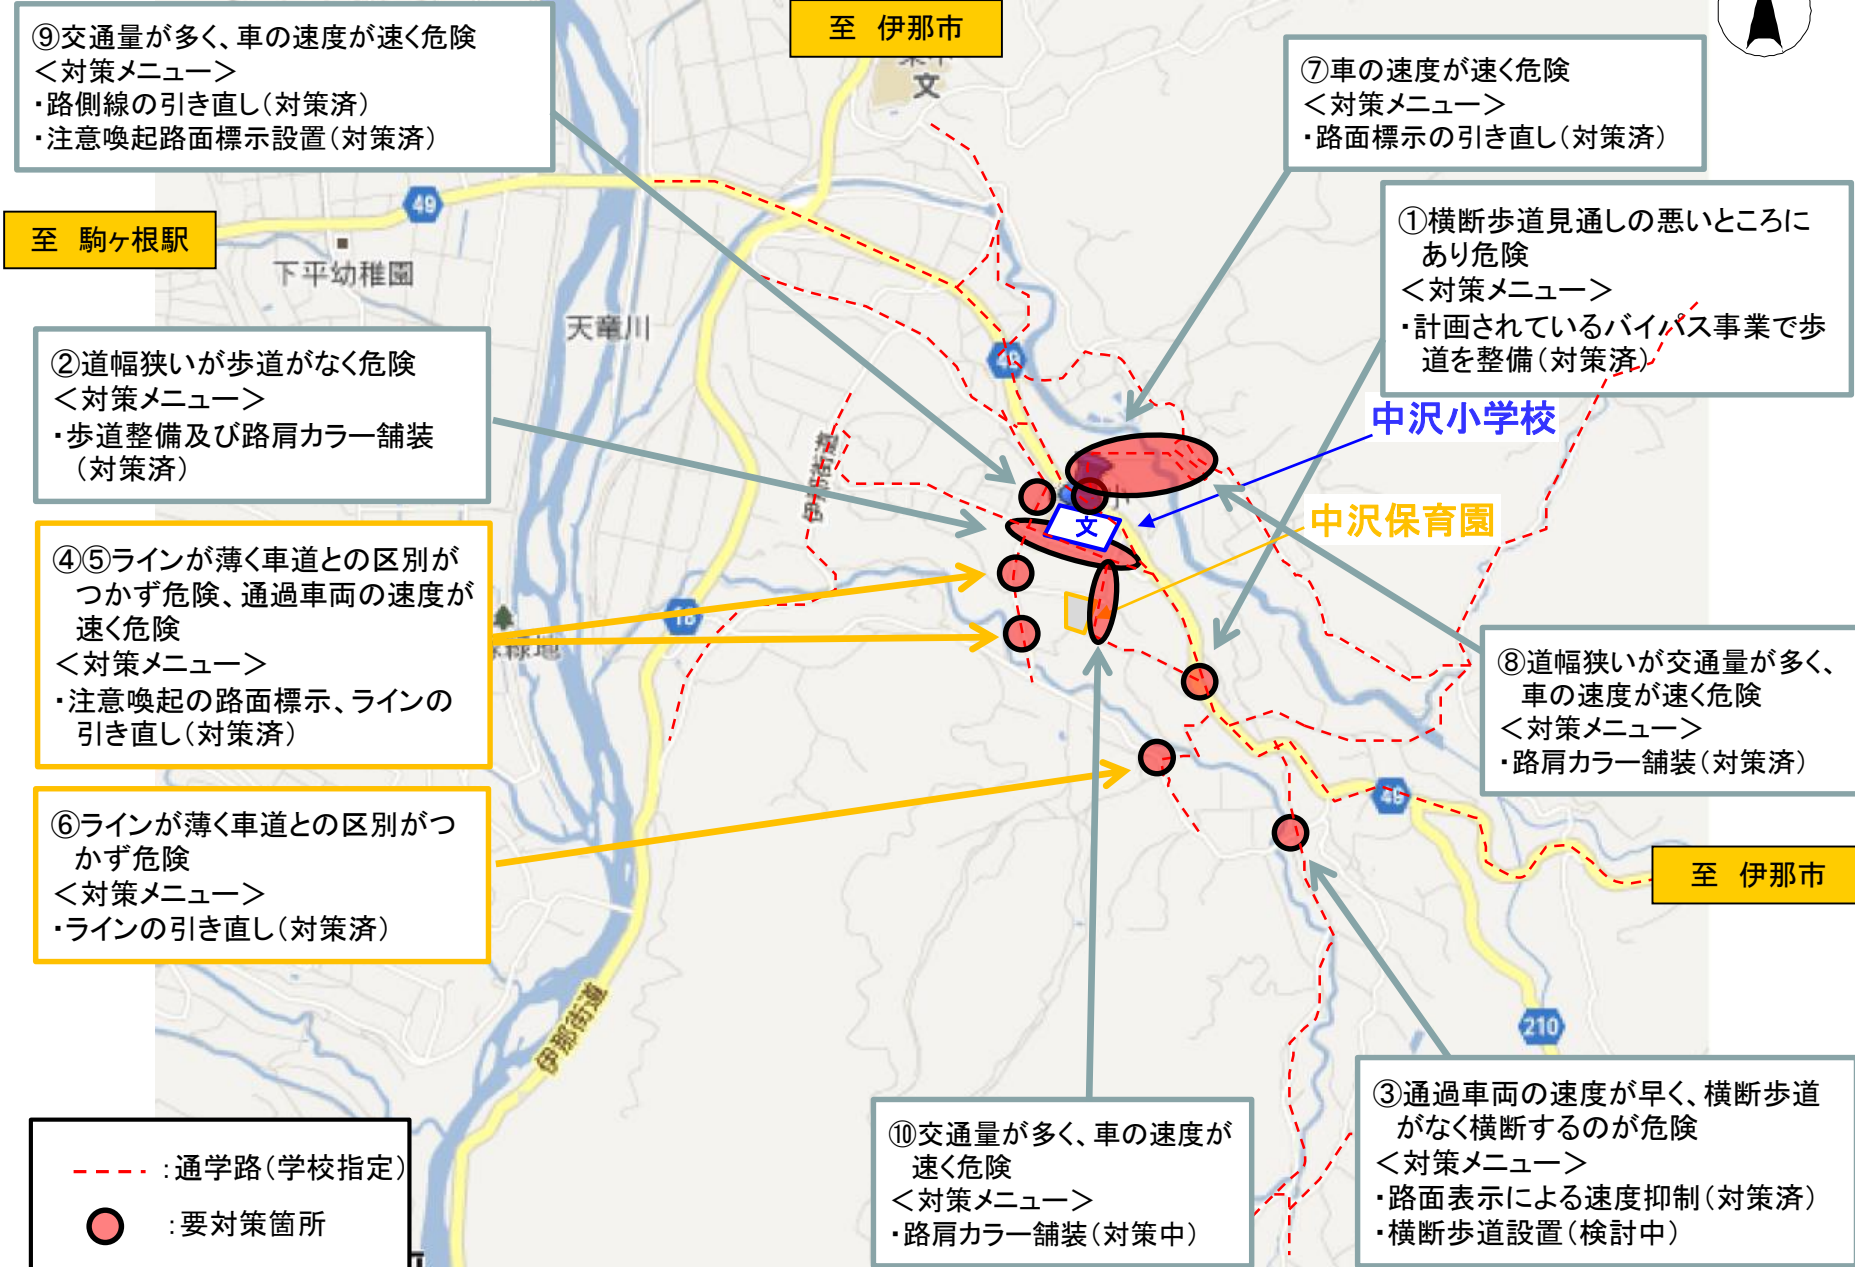 ⑨交通量が多く、車の速度が速く危険
＜対策メニュー＞
・路側線の引き直し（対策済）
・注意喚起路面標示設置（対策済）
至 伊那市
文
⑦車の速度が速く危険
＜対策メニュー＞
・路面標示の引き直し（対策済）
49
至 駒ヶ根駅
下平幼稚園
天竜川
①横断歩道見通しの悪いところに
あり危険
＜対策メニュー＞
・計画されているバイパス事業で歩
道を整備（対策済）
②道幅狭いが歩道がなく危険
＜対策メニュー＞
・歩道整備及び路肩カラー舗装
（対策済）
中沢小学校
小
文
中沢保育園
④⑤ラインが薄く車道との区別が
つかず危険、通過車両の速度が
速く危険
＜対策メニュー＞
・注意喚起の路面標示、ラインの
引き直し（対策済）
18
緑地
⑧道幅狭いが交通量が多く、
車の速度が速く危険
＜対策メニュー＞
・路肩カラー舗装（対策済）
⑥ラインが薄く車道との区別がつ
かず危険
＜対策メニュー＞
・ラインの引き直し（対策済）
49
至 伊那市
伊那街道
210
③通過車両の速度が早く、横断歩道
がなく横断するのが危険
＜対策メニュー＞
・路面表示による速度抑制（対策済）
・横断歩道設置（検討中）
⑩交通量が多く、車の速度が
速く危険
＜対策メニュー＞
・路肩カラー舗装（対策中）
：通学路（学校指定）
：要対策箇所